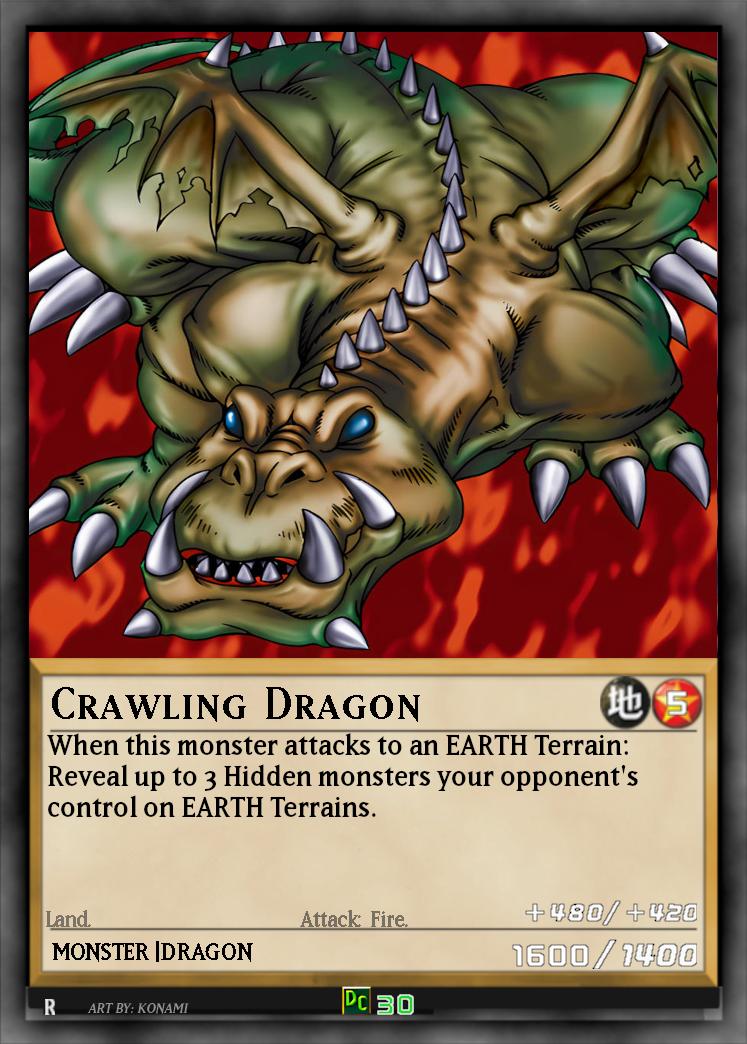 Crawling Dragon
地 5
When this monster attacks to an EARTH Terrain:
Reveal up to 3 Hidden monsters your opponent's
control on EARTH Terrains.
Land. Attack: Fire. +480/+420
MONSTER |DRAGON 1600/1400
R ART BY: KONAMI PC 30